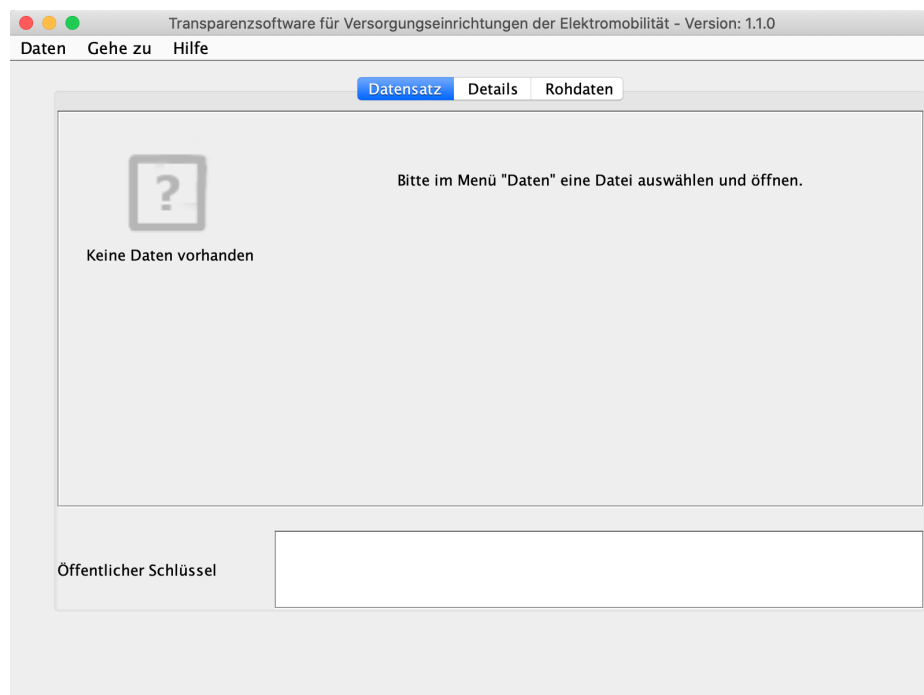 Transparenzsoftware für Versorgungseinrichtungen der Elektromobilität - Version: 1.1.0
Daten Gehe zu Hilfe
Datensatz Details Rohdaten
?
Bitte im Menü "Daten" eine Datei auswählen und öffnen.
Keine Daten vorhanden
Öffentlicher Schlüssel